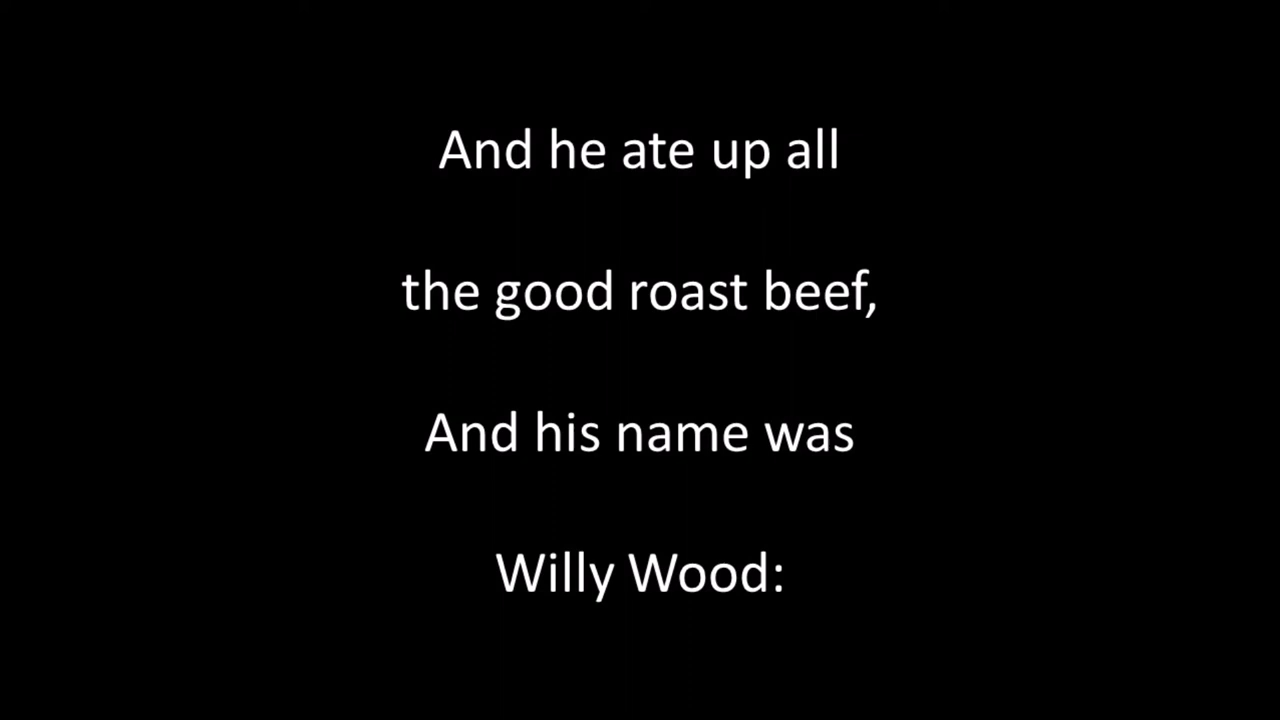 And he ate up all
the good roast beef,
And his name was
Willy Wood: